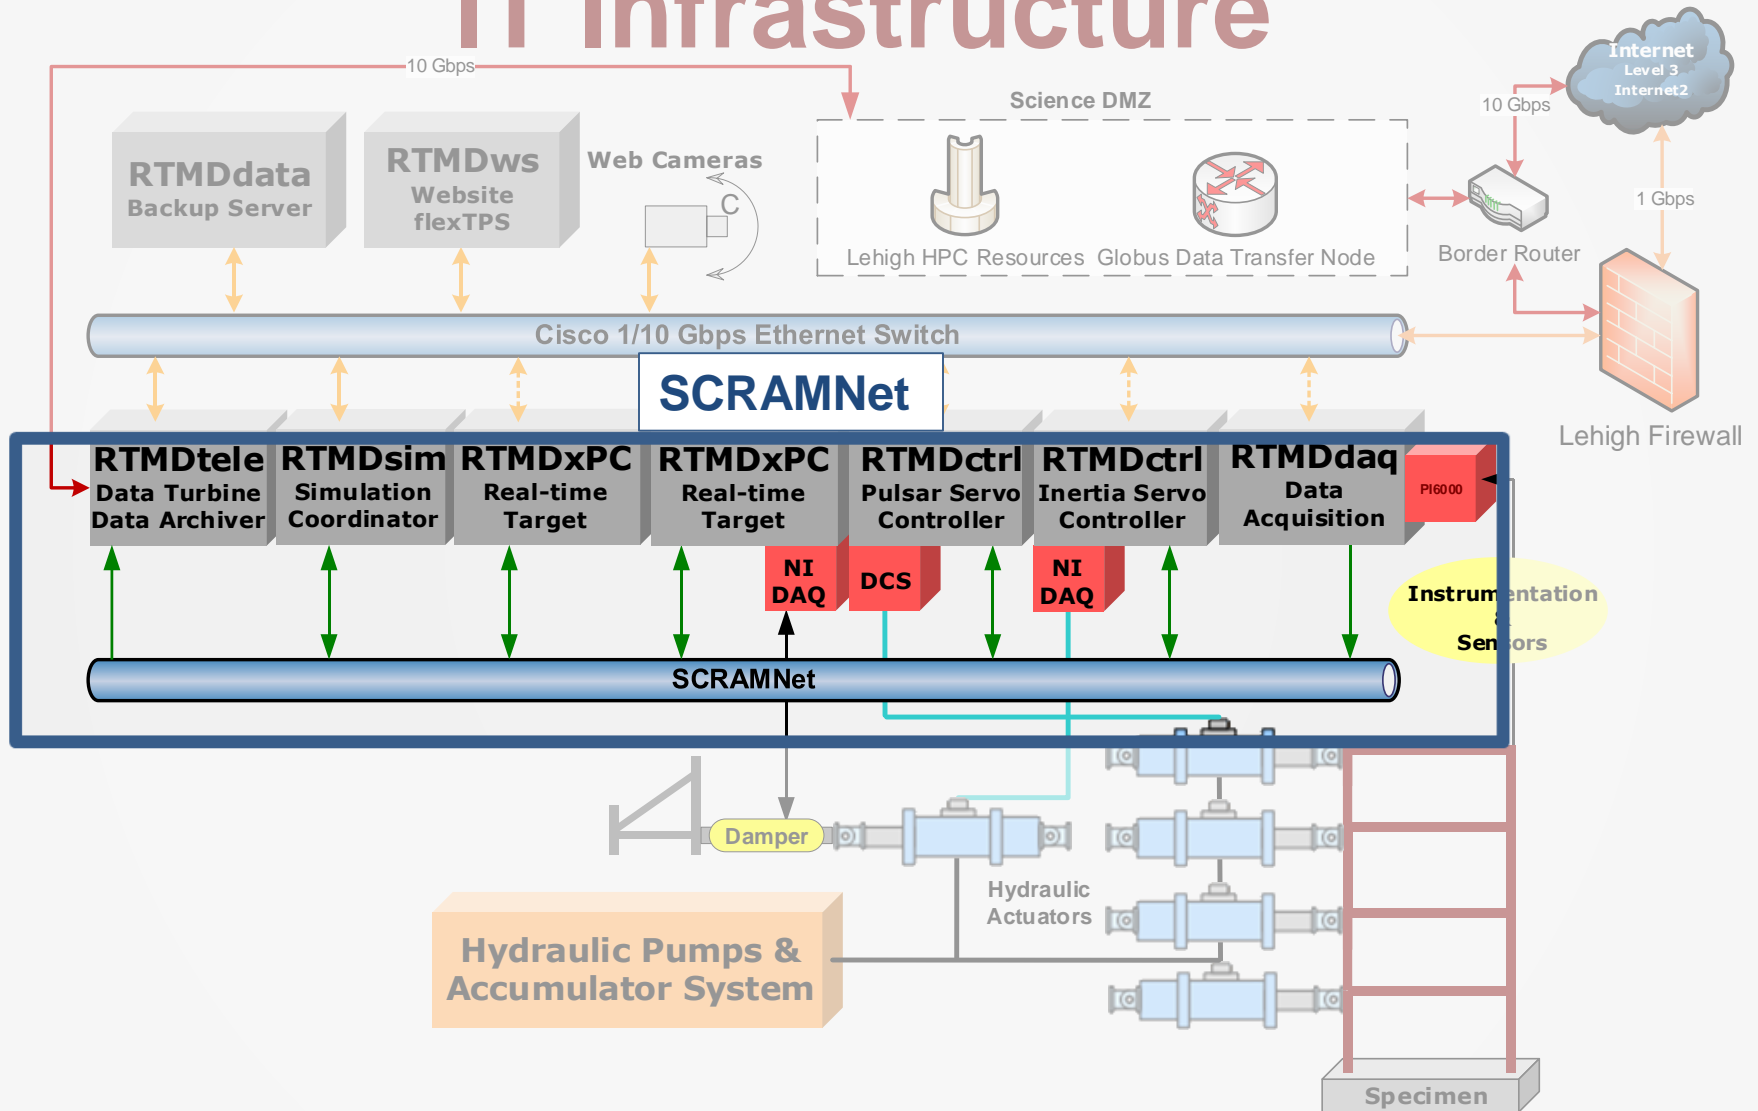 IT Infrastructure
10 Gbps
Internet
Level 3
Internet2
Science DMZ
10 Gbps
RTMDdata
Backup Server
RTMDws
Website
flexTPS
Web Cameras
C
1 Gbps
Lehigh HPC Resources
Globus Data Transfer Node
Border Router
Cisco 1/10 Gbps Ethernet Switch
SCRAMNet
Lehigh Firewall
RTMDtele
Data Turbine
Data Archiver
RTMDsim
Simulation
Coordinator
RTMDxPC
Real-time
Target
RTMDxPC
Real-time
Target
RTMDctrl
Pulsar Servo
Controller
RTMDctrl
Inertia Servo
Controller
RTMDdaq
Data
Acquisition
PI6000
NI
DAQ
DCS
NI
DAQ
Instrumentation
&
Sensors
SCRAMNet
Damper
Hydraulic
Actuators
Hydraulic Pumps &
Accumulator System
Specimen